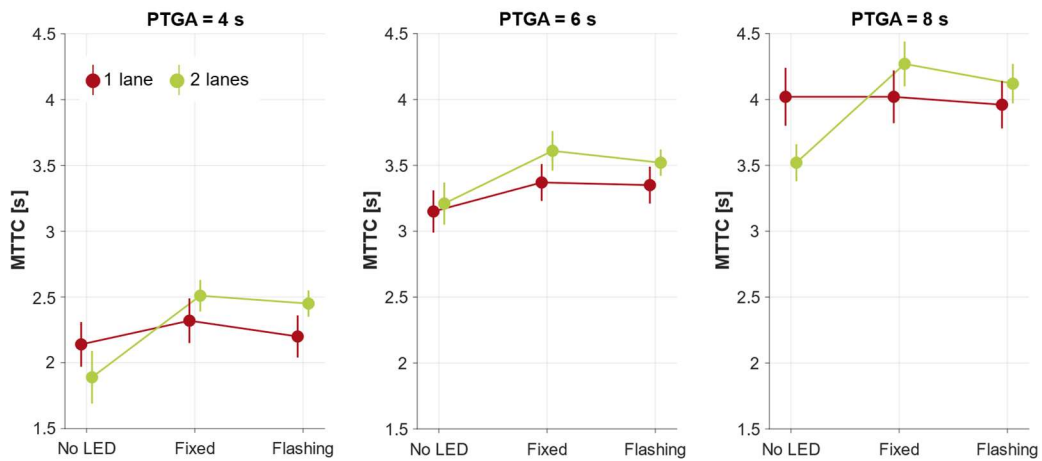 PTGA = 4 s
4.5
4
3.5
3
2.5
2
1.5
MTTC [s]
1 lane 2 lanes
No LED Fixed Flashing
PTGA = 6 s
4.5
4
3.5
3
2.5
2
1.5
MTTC [s]
No LED Fixed Flashing
PTGA = 8 s
4.5
4
3.5
3
2.5
2
1.5
MTTC [s]
No LED Fixed Flashing